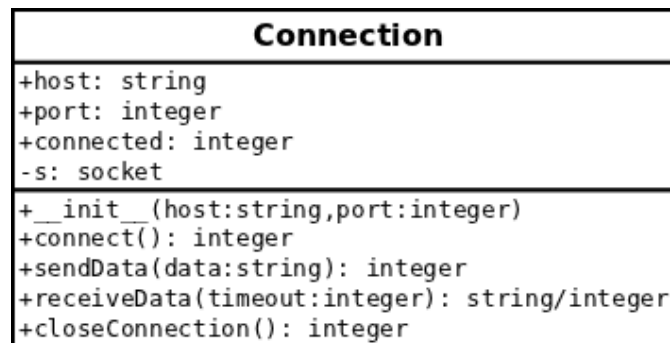 Connection
+host: string
+port: integer
+connected: integer
-s: socket
+__init__(host:string,port:integer)
+connect(): integer
+sendData(data:string): integer
+receiveData(timeout:integer): string/integer
+closeConnection(): integer